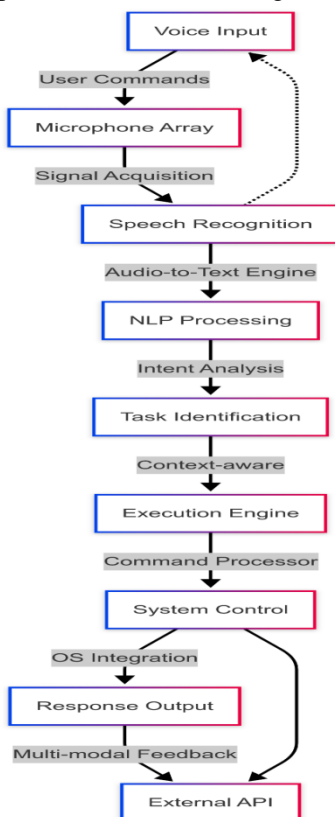 Voice Input
User Commands
Microphone Array
Signal Acquisition
Speech Recognition
Audio-to-Text Engine
NLP Processing
Intent Analysis
Task Identification
Context-aware
Execution Engine
Command Processor
System Control
OS Integration
Response Output
Multi-modal Feedback
External API